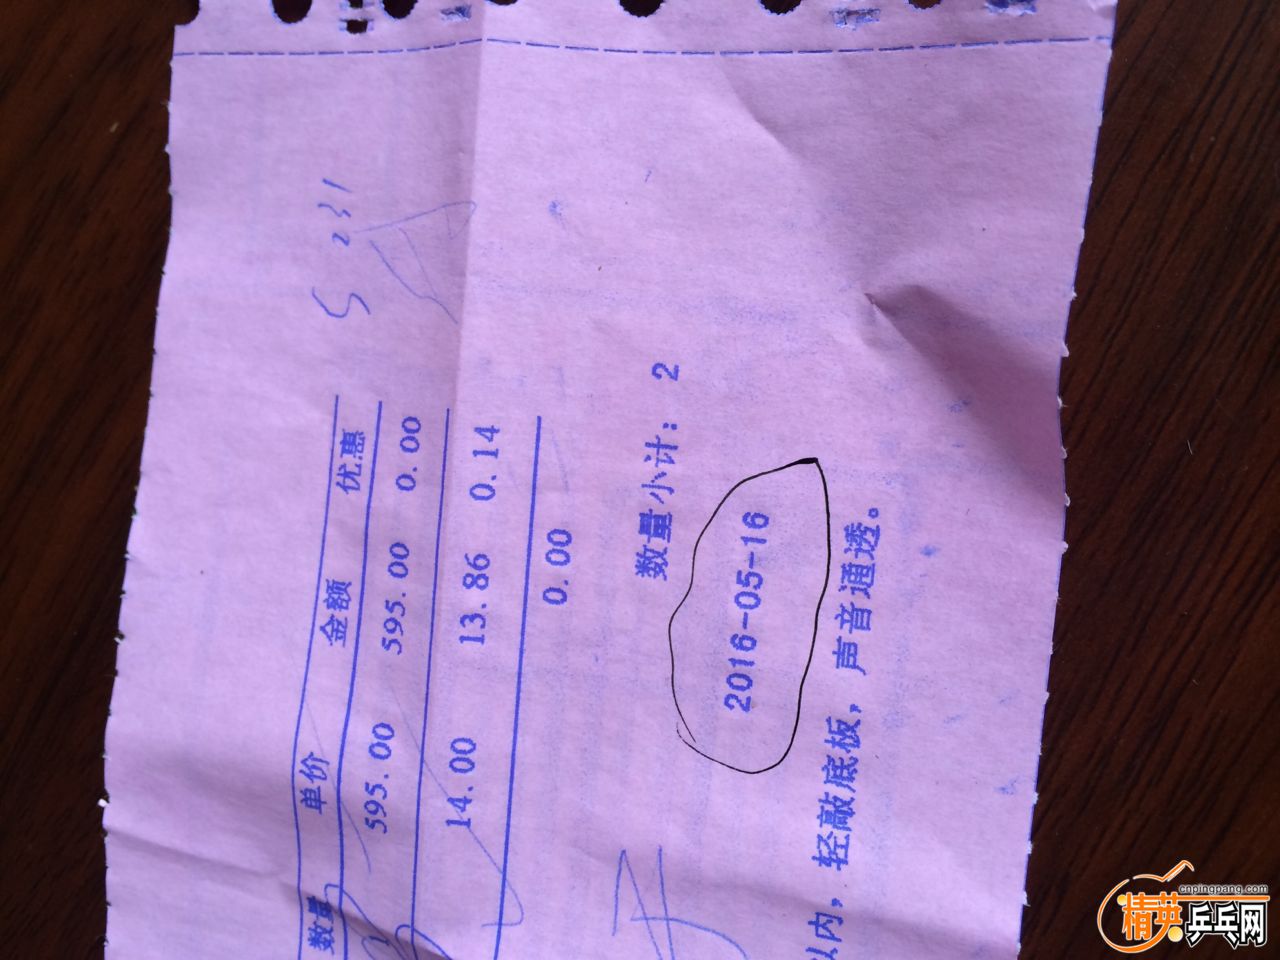 5231
数量 单价 金额 优惠
595.00 595.00 0.00
14.00 13.86 0.14
0.00
数量小计: 2
2016-05-16
以内，轻敲底板，声音通透。
cnpingpang.com
精英乒乓网